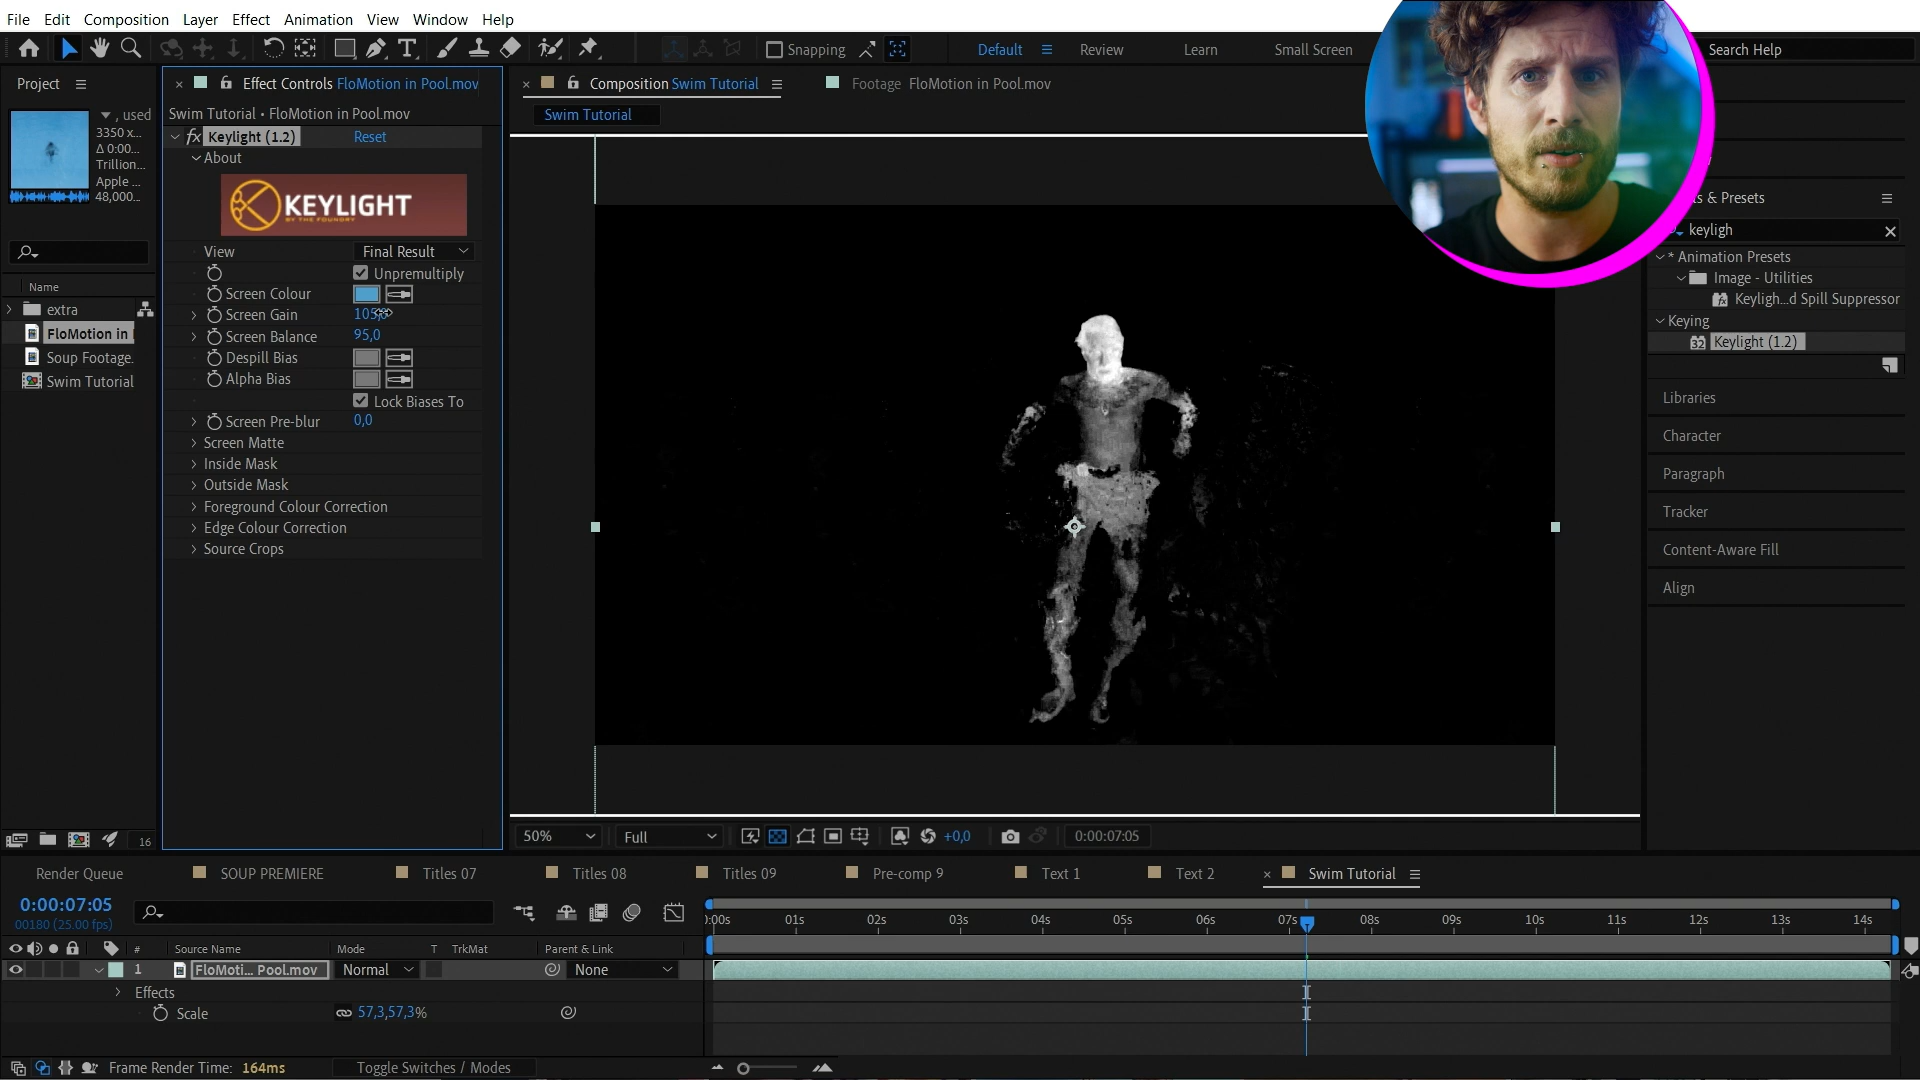 File Edit Composition Layer Effect Animation View Window Help
Snapping Default Review Learn Small Screen Search Help
Project Effect Controls FloMotion in Pool.mov Composition Swim Tutorial Footage FloMotion in Pool.mov
Swim Tutorial • FloMotion in Pool.mov
Swim Tutorial
, used
3350 x...
Δ 0:00...
Trillion...
Apple ...
48,000...
fx Keylight (1.2) Reset
About
KEYLIGHT
BY THE FOUNDRY
View Final Result
Unpremultiply
Screen Colour
Screen Gain
Screen Balance 95,0
Despill Bias
Alpha Bias
Lock Biases To
Screen Pre-blur 0,0
Screen Matte
Inside Mask
Outside Mask
Foreground Colour Correction
Edge Colour Correction
Source Crops
Name
extra
FloMotion in
Soup Footage.
Swim Tutorial
16
& Presets
keyligh
* Animation Presets
Image - Utilities
Keyligh...d Spill Suppressor
Keying
32 Keylight (1.2)
Libraries
Character
Paragraph
Tracker
Content-Aware Fill
Align
50% Full +0,0 0:00:07:05
Render Queue SOUP PREMIERE Titles 07 Titles 08 Titles 09 Pre-comp 9 Text 1 Text 2 Swim Tutorial
0:00:07:05
00180 (25.00 fps)
):00s 01s 02s 03s 04s 05s 06s 07s 08s 09s 10s 11s 12s 13s 14s
# Source Name Mode T TrkMat Parent & Link
1 FloMoti... Pool.mov Normal None
Effects
Scale 57,3,57,3%
Frame Render Time: 164ms Toggle Switches / Modes